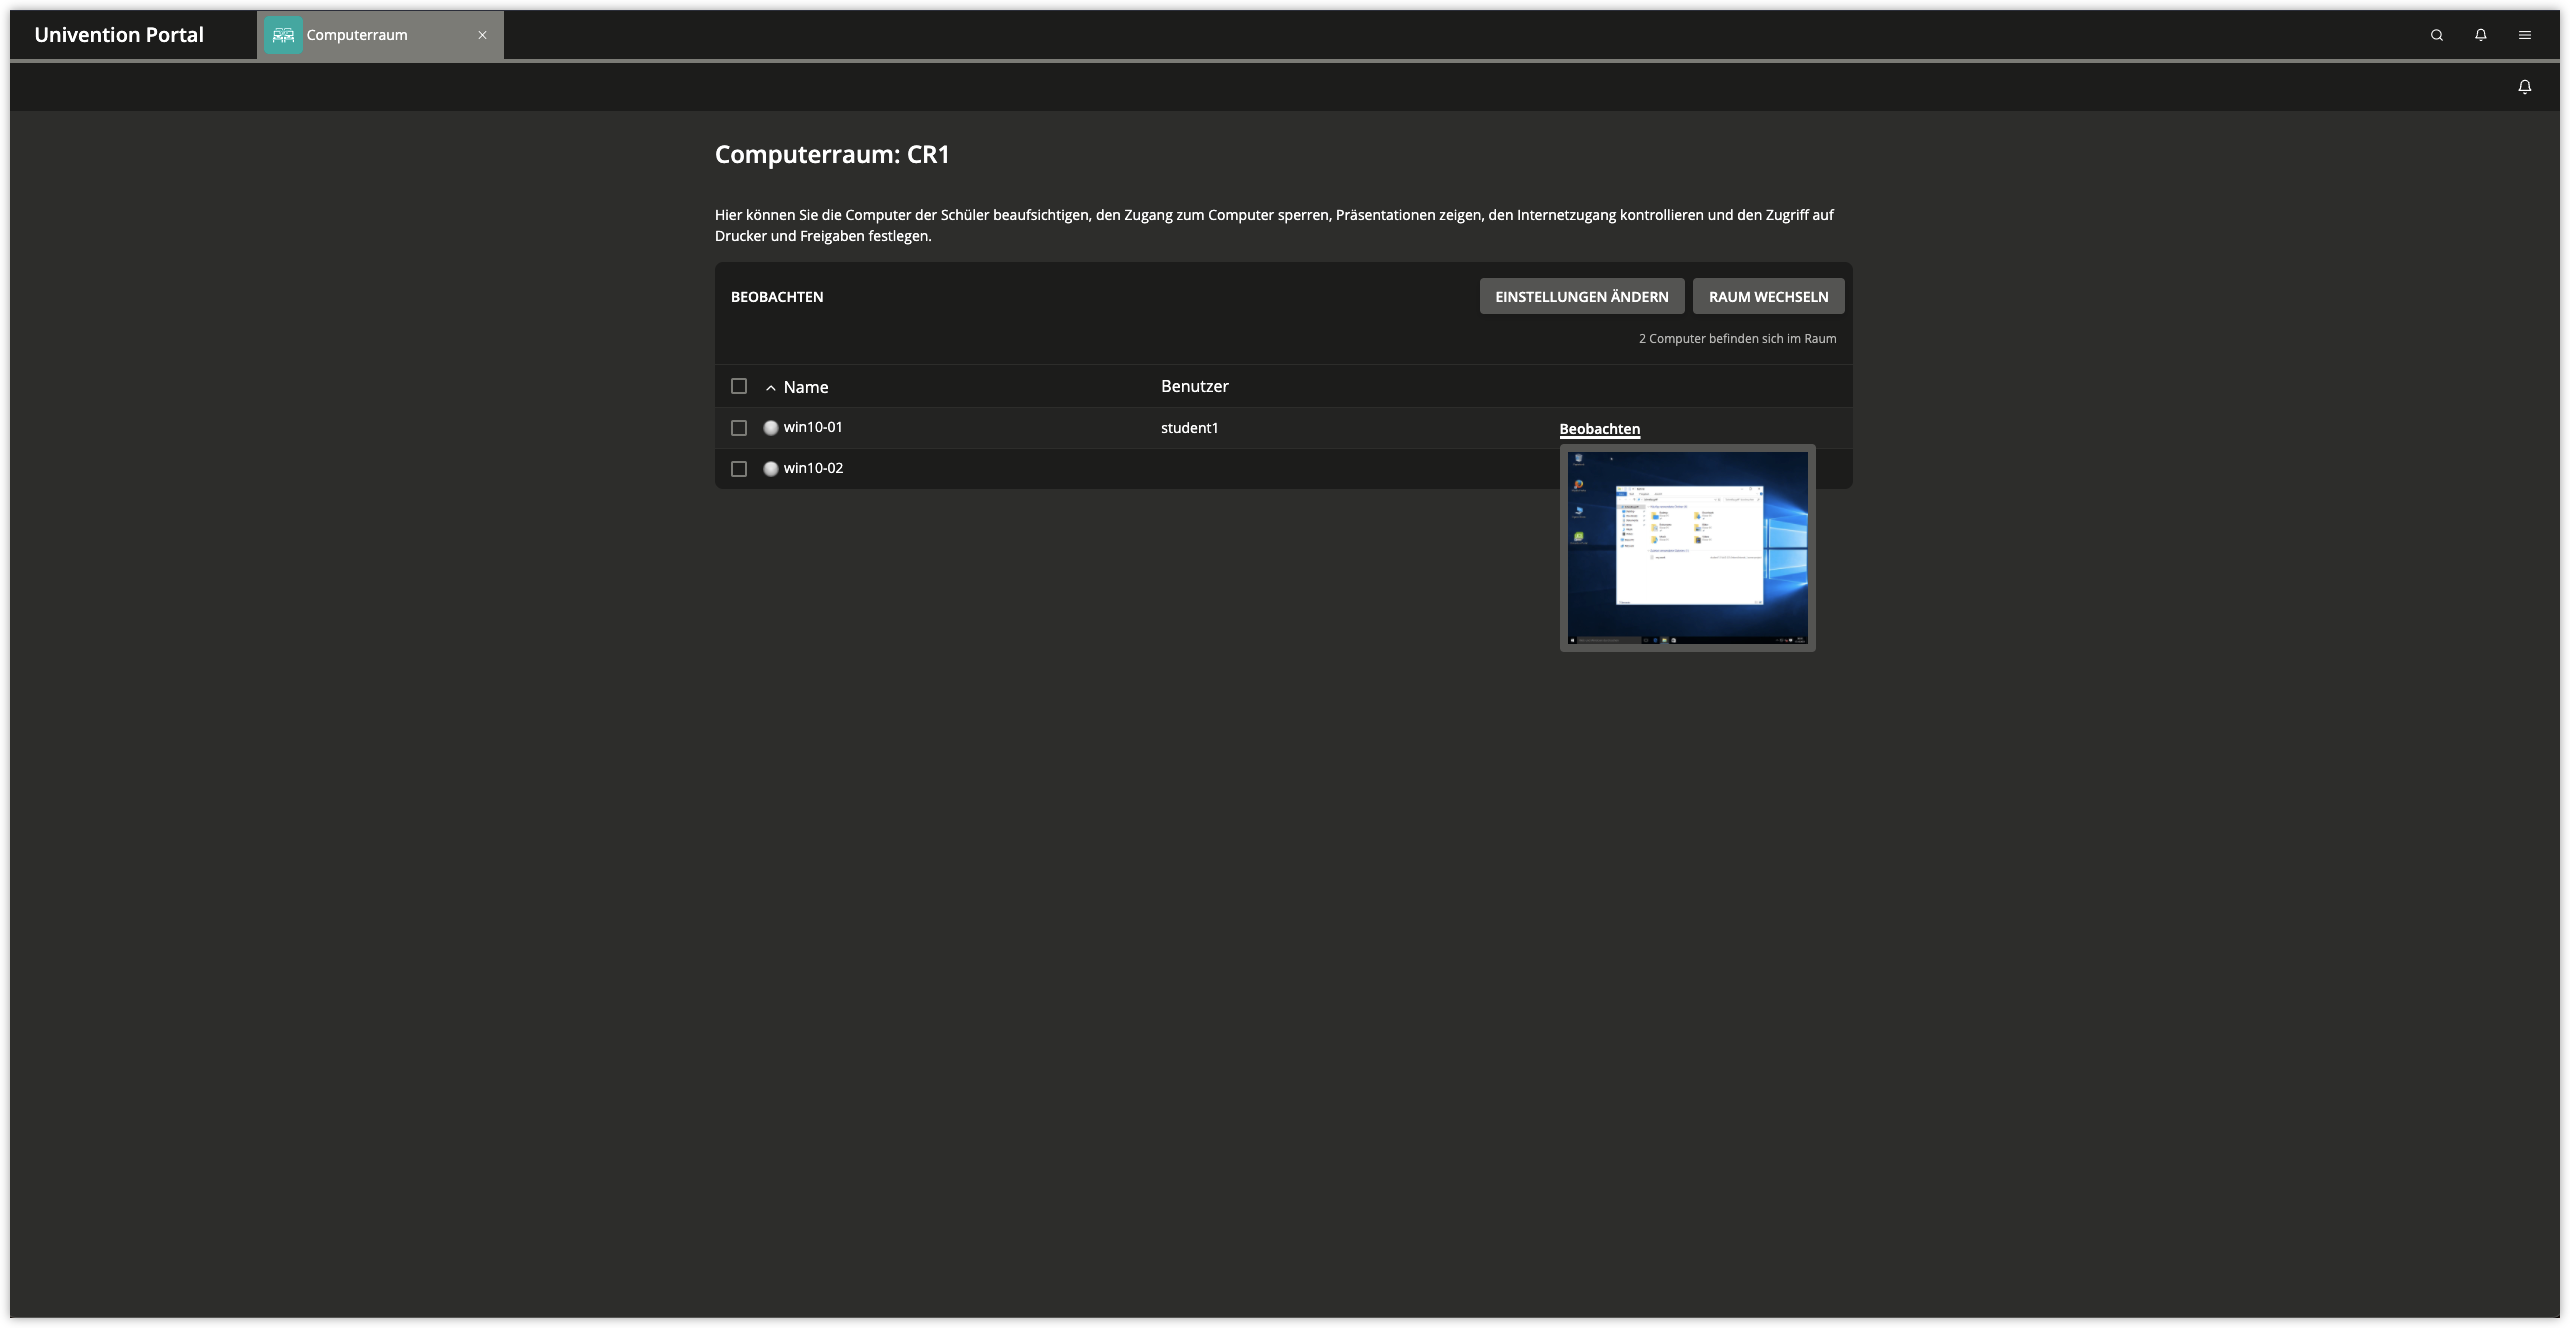 Univention Portal
Computerraum
Computerraum: CR1
Hier können Sie die Computer der Schüler beaufsichtigen, den Zugang zum Computer sperren, Präsentationen zeigen, den Internetzugang kontrollieren und den Zugriff auf
Drucker und Freigaben festlegen.
BEOBACHTEN
EINSTELLUNGEN ÄNDERN
RAUM WECHSELN
2 Computer befinden sich im Raum
Name
Benutzer
win10-01
student1
Beobachten
win10-02